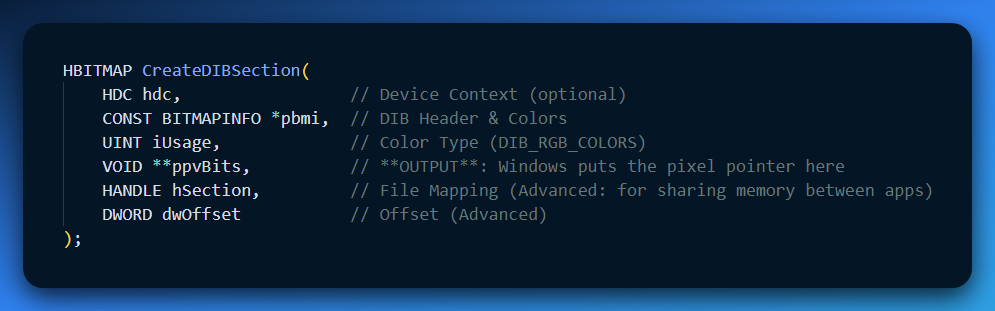 HBITMAP CreateDIBSection(
    HDC hdc,                 // Device Context (optional)
    CONST BITMAPINFO *pbmi,  // DIB Header & Colors
    UINT iUsage,             // Color Type (DIB_RGB_COLORS)
    VOID **ppvBits,          // **OUTPUT**: Windows puts the pixel pointer here
    HANDLE hSection,         // File Mapping (Advanced: for sharing memory between apps)
    DWORD dwOffset           // Offset (Advanced)
);